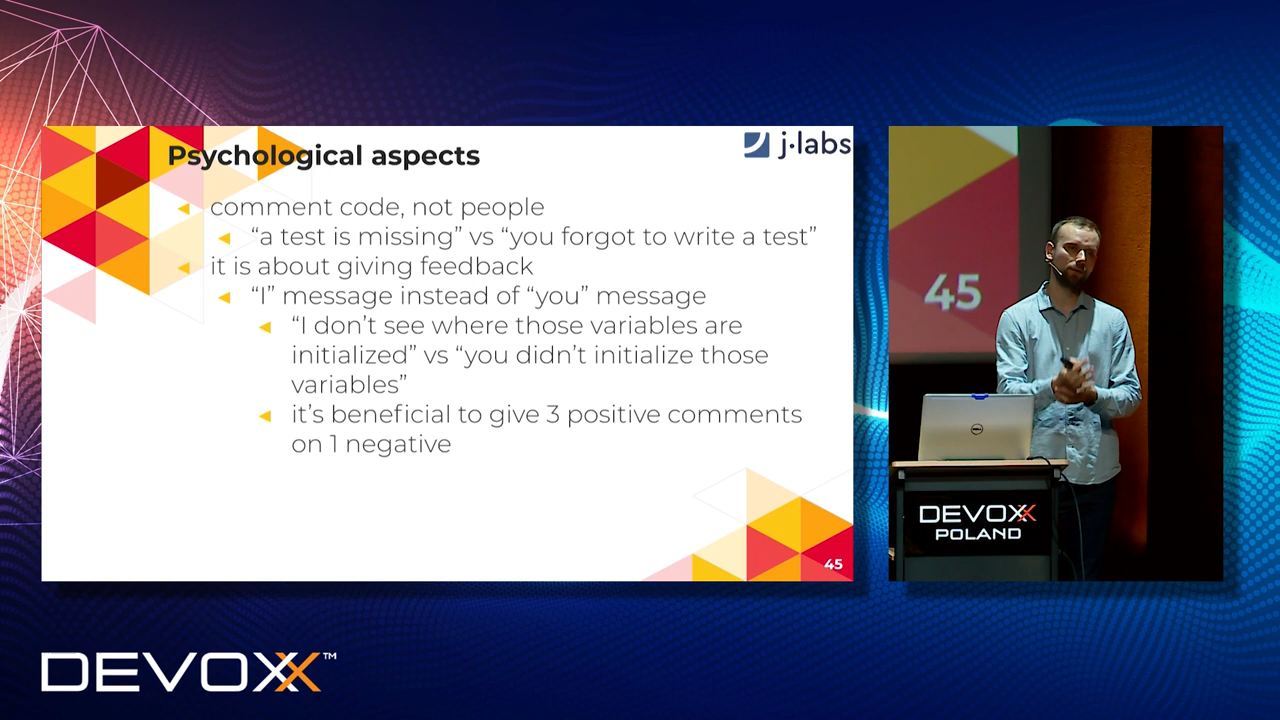 Psychological aspects
j·labs
comment code, not people
“a test is missing” vs “you forgot to write a test”
it is about giving feedback
“I” message instead of “you” message
“I don’t see where those variables are
initialized” vs “you didn’t initialize those
variables”
it’s beneficial to give 3 positive comments
on 1 negative
45
45
DELL
DEVOXX
POLAND
DEVOXX™